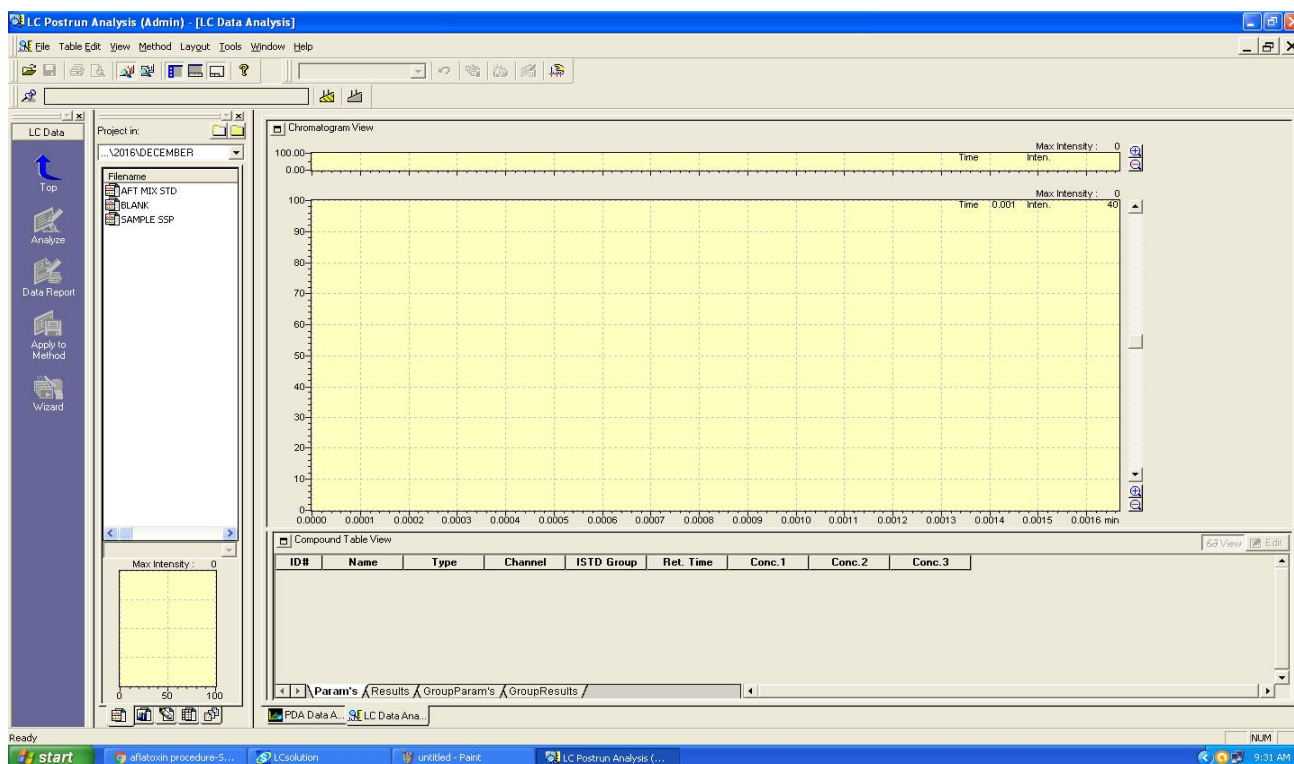 LC Postrun Analysis (Admin) - [LC Data Analysis]
File Table Edit View Method Layout Tools Window Help
LC Data
Top
Analyze
Data Report
Apply to
Method
Wizard
Project in:
...\2016\DECEMBER
Filename
AFT MIX STD
BLANK
SAMPLE SSP
Max Intensity : 0
0 50 100
Chromatogram View
Max Intensity : 0
100.00 Time Inten.
0.00
Max Intensity : 0
100 Time 0.001 Inten. 40
90
80
70
60
50
40
30
20
10
0
0.0000 0.0001 0.0002 0.0003 0.0004 0.0005 0.0006 0.0007 0.0008 0.0009 0.0010 0.0011 0.0012 0.0013 0.0014 0.0015 0.0016 min
Compound Table View
View Edit
ID# Name Type Channel ISTD Group Ret. Time Conc.1 Conc.2 Conc.3
Param's Results GroupParam's GroupResults
PDA Data A... LC Data Ana...
Ready NUM
start aflatoxin procedure-S... LCsolution untitled - Paint LC Postrun Analysis (... 9:31 AM